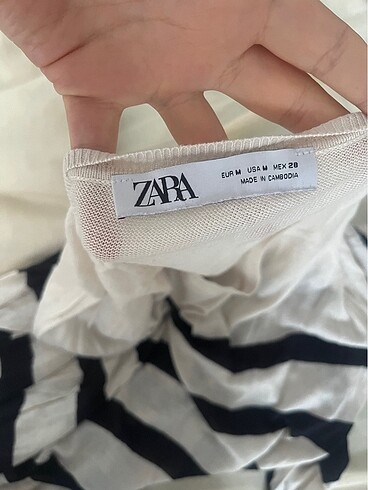 ZARA
EUR M USA M MEX 28
MADE IN CAMBODIA